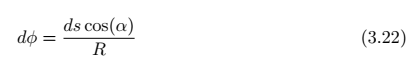 dϕ = ds cos(α) / R (3.22)